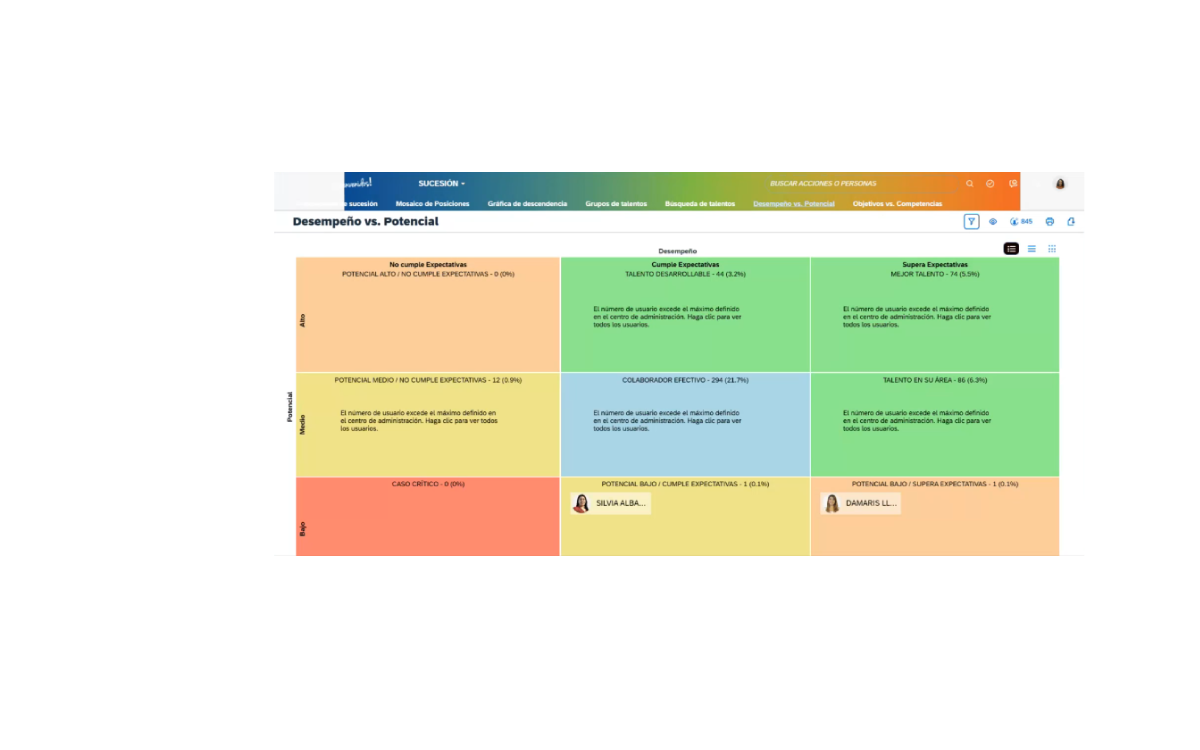 SUCESIÓN
BUSCAR ACCIONES O PERSONAS
sucesión Mosaico de Posiciones Gráfica de descendencia Grupos de talentos Búsqueda de talentos Desempeño vs. Potencial Objetivos vs. Competencias
Desempeño vs. Potencial
845
Desempeño
No cumple Expectativas
POTENCIAL ALTO / NO CUMPLE EXPECTATIVAS - 0 (0%)
Cumple Expectativas
TALENTO DESARROLLABLE - 44 (3.2%)
El número de usuario excede el máximo definido
en el centro de administración. Haga clic para ver
todos los usuarios.
Supera Expectativas
MEJOR TALENTO - 74 (5.5%)
El número de usuario excede el máximo definido
en el centro de administración. Haga clic para ver
todos los usuarios.
Alto
Potencial
Medio
POTENCIAL MEDIO / NO CUMPLE EXPECTATIVAS - 12 (0.9%)
El número de usuario excede el máximo definido en
el centro de administración. Haga clic para ver todos
los usuarios.
COLABORADOR EFECTIVO - 294 (21.7%)
El número de usuario excede el máximo definido
en el centro de administración. Haga clic para ver
todos los usuarios.
TALENTO EN SU ÁREA - 86 (6.3%)
El número de usuario excede el máximo definido
en el centro de administración. Haga clic para ver
todos los usuarios.
Bajo
CASO CRÍTICO - 0 (0%)
POTENCIAL BAJO / CUMPLE EXPECTATIVAS - 1 (0.1%)
SILVIA ALBA...
POTENCIAL BAJO / SUPERA EXPECTATIVAS - 1 (0.1%)
DAMARIS LL...